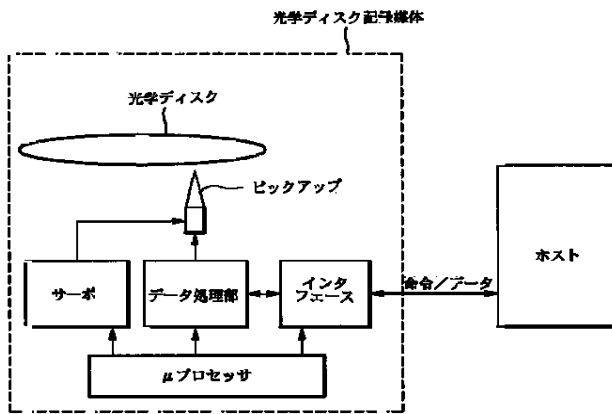 光学ディスク記録媒体
光学ディスク
ピックアップ
サーボ
データ処理部
インタ
フェース
命令/データ
ホスト
μプロセッサ